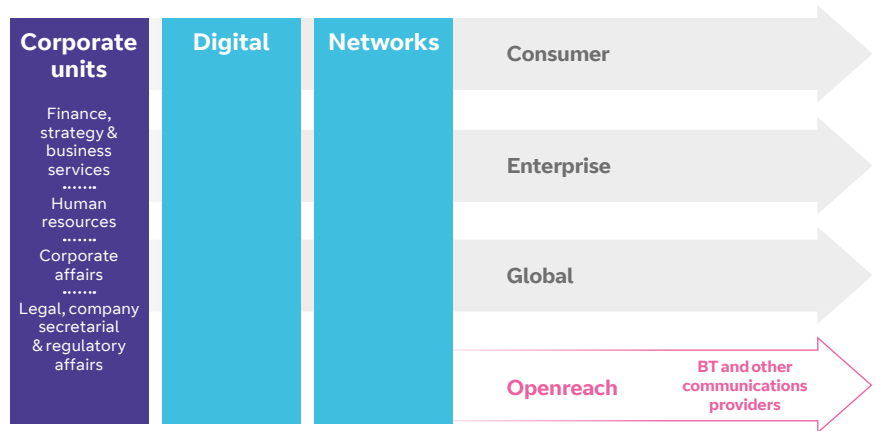 Corporate
units
Finance,
strategy &
business
services
Human
resources
Corporate
affairs
Legal, company
secretarial
& regulatory
affairs
Digital
Networks
Consumer
Enterprise
Global
Openreach
BT and other
communications
providers